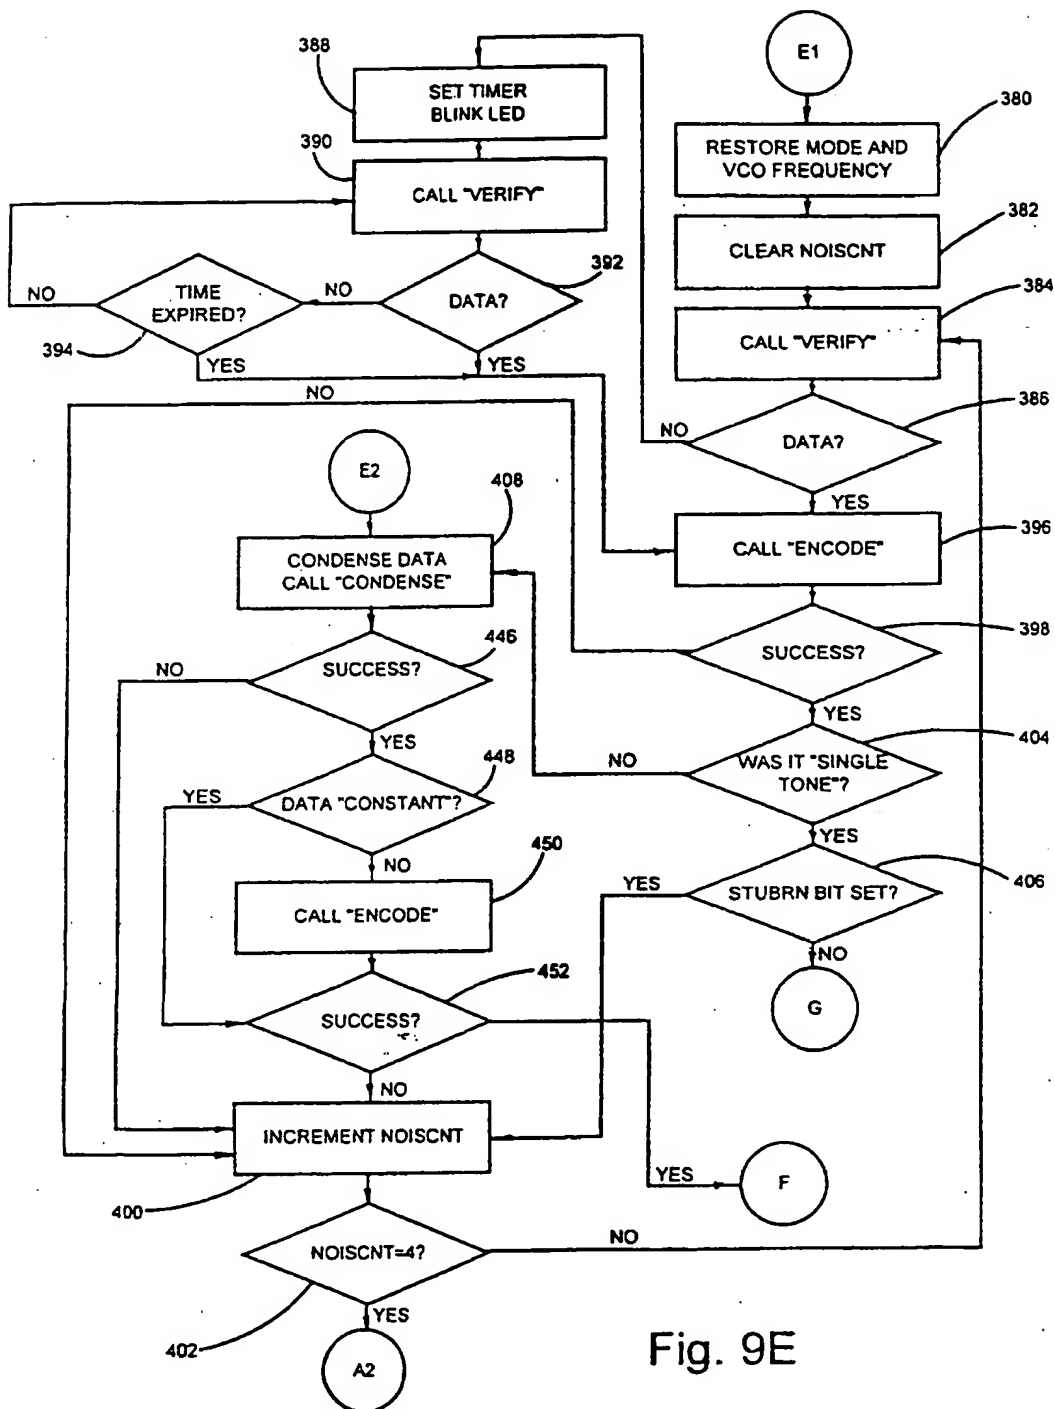 E1
388
SET TIMER
BLINK LED
380
RESTORE MODE AND
VCO FREQUENCY
390
CALL "VERIFY"
382
CLEAR NOISCNT
392
DATA?
NO
TIME
EXPIRED?
NO
394
YES
YES
384
CALL "VERIFY"
NO
386
DATA?
NO
YES
E2
408
CONDENSE DATA
CALL "CONDENSE"
396
CALL "ENCODE"
446
SUCCESS?
NO
YES
398
SUCCESS?
YES
448
DATA "CONSTANT"?
YES
NO
404
WAS IT "SINGLE
TONE"?
NO
YES
450
CALL "ENCODE"
406
STUBRN BIT SET?
YES
NO
G
452
SUCCESS?
NO
YES
F
INCREMENT NOISCNT
400
NOISCNT=4?
NO
YES
402
A2
Fig. 9E